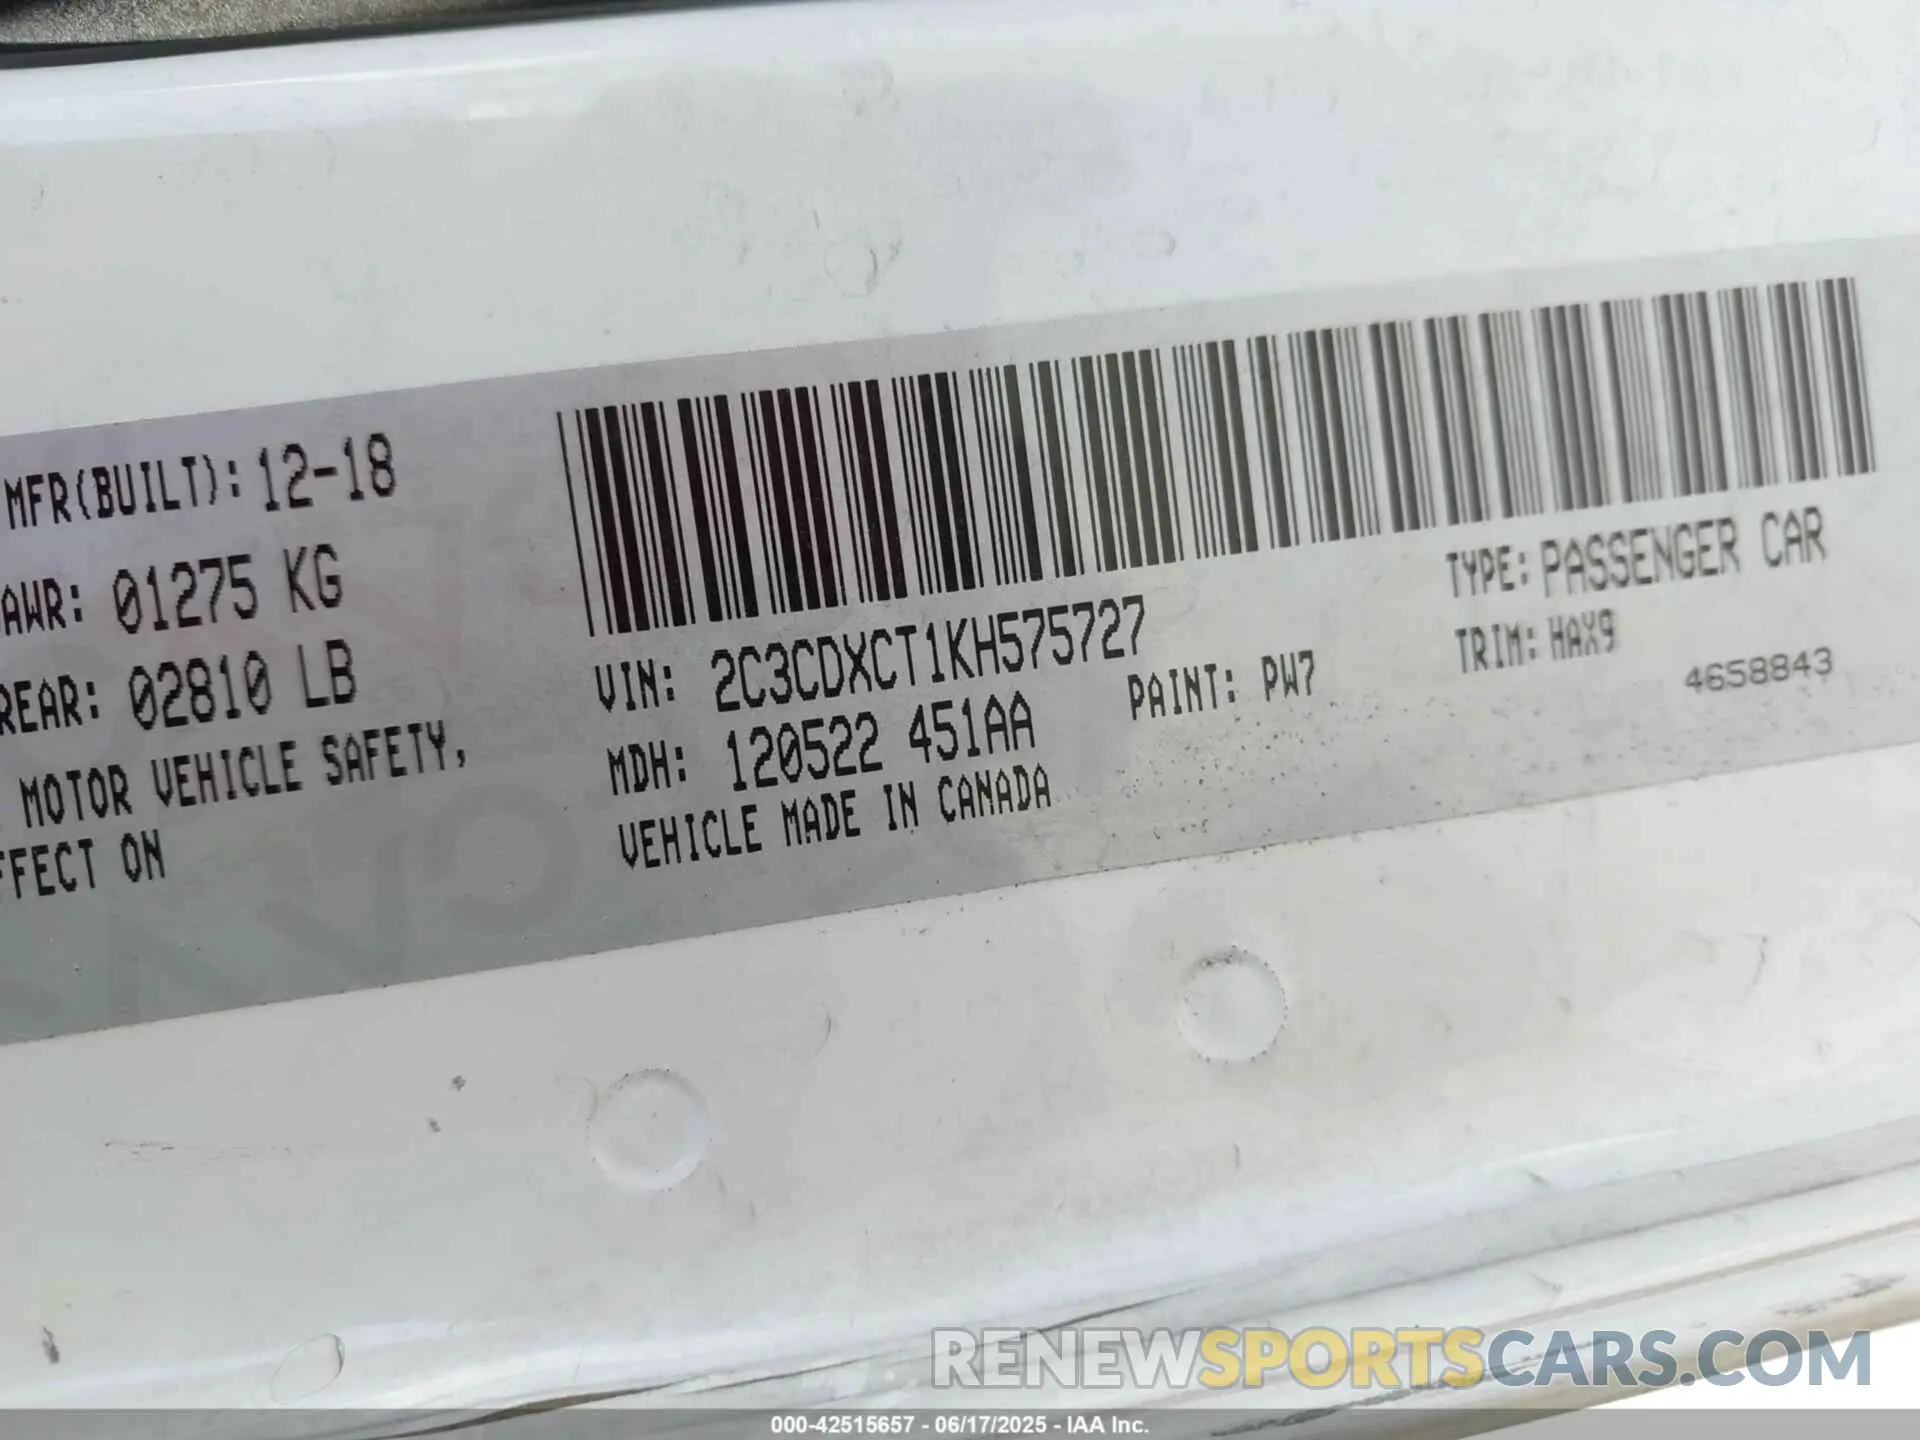 MFR(BUILT): 12-18
AWR: 01275 KG
REAR: 02810 LB
MOTOR VEHICLE SAFETY,
FFECT ON
VIN: 2C3CDXCT1KH575727
MDH: 120522 451AA
PAINT: PW7
VEHICLE MADE IN CANADA
TYPE: PASSENGER CAR
TRIM: HAX9
4658843
RENEWSPORTSCARS.COM
000-42515657 - 06/17/2025 - IAA Inc.